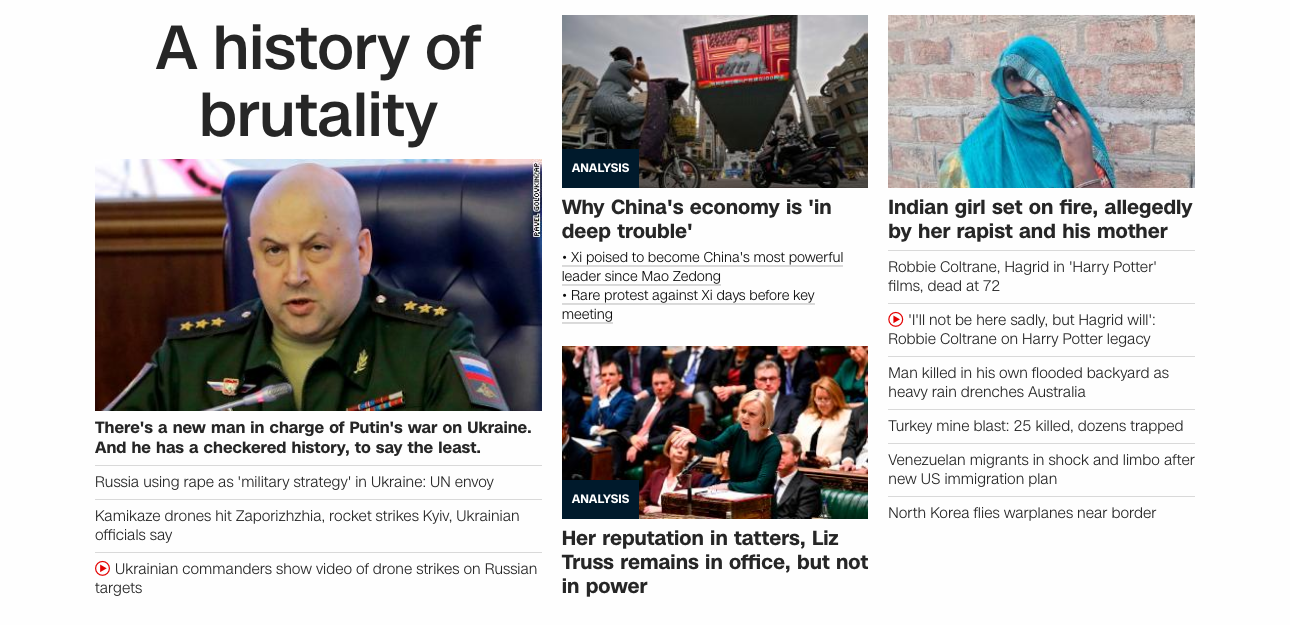 A history of
brutality
PAVEL GOLOVKIN/AP
There's a new man in charge of Putin's war on Ukraine.
And he has a checkered history, to say the least.
Russia using rape as 'military strategy' in Ukraine: UN envoy
Kamikaze drones hit Zaporizhzhia, rocket strikes Kyiv, Ukrainian
officials say
Ukrainian commanders show video of drone strikes on Russian
targets
ANALYSIS
Why China's economy is 'in
deep trouble'
• Xi poised to become China's most powerful
leader since Mao Zedong
• Rare protest against Xi days before key
meeting
ANALYSIS
Her reputation in tatters, Liz
Truss remains in office, but not
in power
Indian girl set on fire, allegedly
by her rapist and his mother
Robbie Coltrane, Hagrid in 'Harry Potter'
films, dead at 72
'I'll not be here sadly, but Hagrid will':
Robbie Coltrane on Harry Potter legacy
Man killed in his own flooded backyard as
heavy rain drenches Australia
Turkey mine blast: 25 killed, dozens trapped
Venezuelan migrants in shock and limbo after
new US immigration plan
North Korea flies warplanes near border